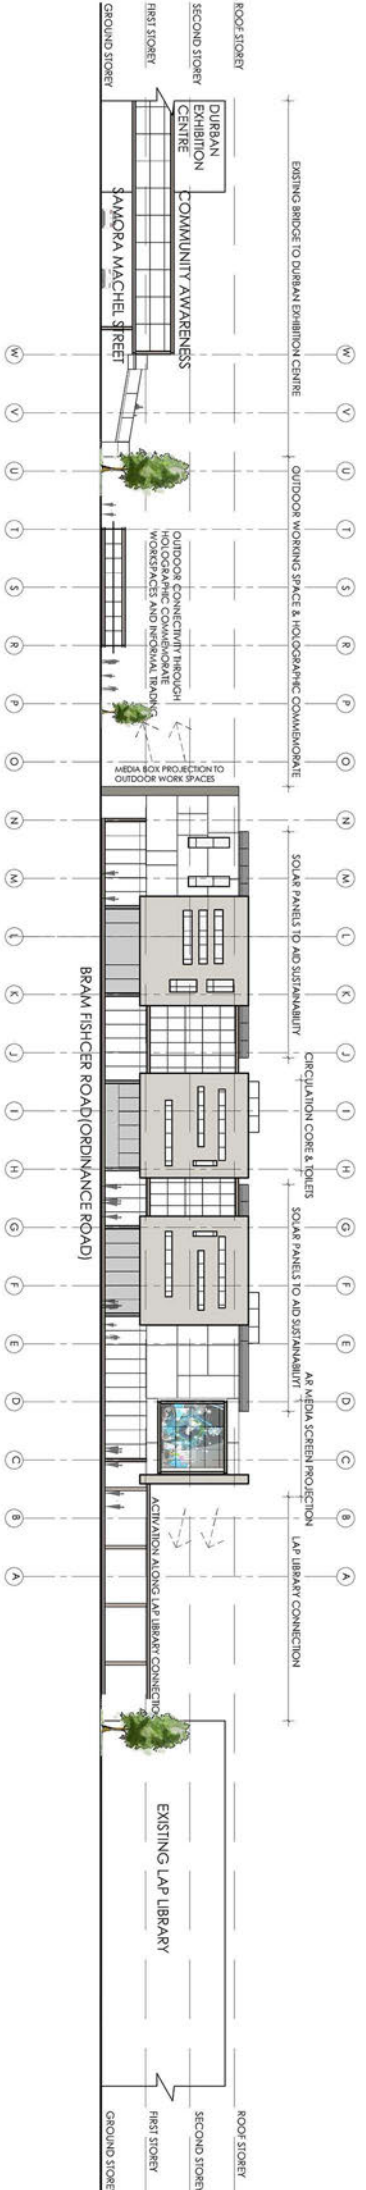 EXISTING BRIDGE TO DURBAN EXHIBITION CENTRE
OUTDOOR WORKING SPACE & HOLOGRAPHIC COMMEMORATE
SOLAR PANELS TO AID SUSTAINABILITY
CIRCULATION CORE & TOILETS
SOLAR PANELS TO AID SUSTAINABILIYT
AR MEDIA SCREEN PROJECTION
LAP LIBRARY CONNECTION
W V U T S R P O N M L K J I H G F E D C B A
ROOF STOREY
SECOND STOREY
FIRST STOREY
GROUND STOREY
DURBAN
EXHIBITION
CENTRE
COMMUNITY AWARENESS
SAMORA MACHEL STREET
OUTDOOR CONNECTIVITY THROUGH
HOLOGRAPHIC COMMEMORATE
WORKSPACES AND INFORMAL TRADING
MEDIA BOX PROJECTION TO
OUTDOOR WORK SPACES
ACTIVATION ALONG LAP LIBRARY CONNECTIO
EXISTING LAP LIBRARY
ROOF STOREY
SECOND STOREY
FIRST STOREY
GROUND STORE
BRAM FISHCER ROAD(ORDINANCE ROAD)
W V U T S R P O N M L K J I H G F E D C B A